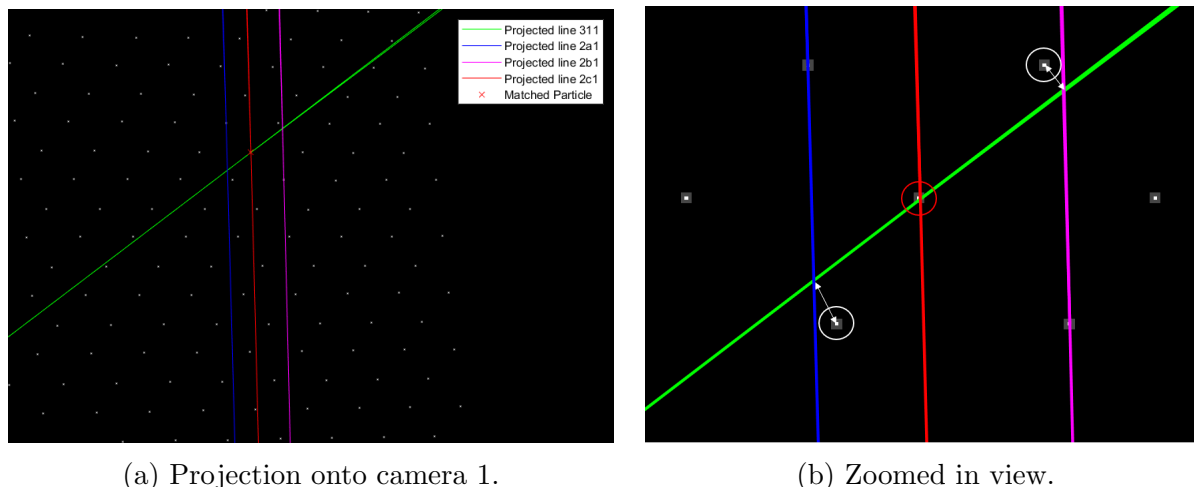 Projected line 311
Projected line 2a1
Projected line 2b1
Projected line 2c1
Matched Particle
(a) Projection onto camera 1.
(b) Zoomed in view.